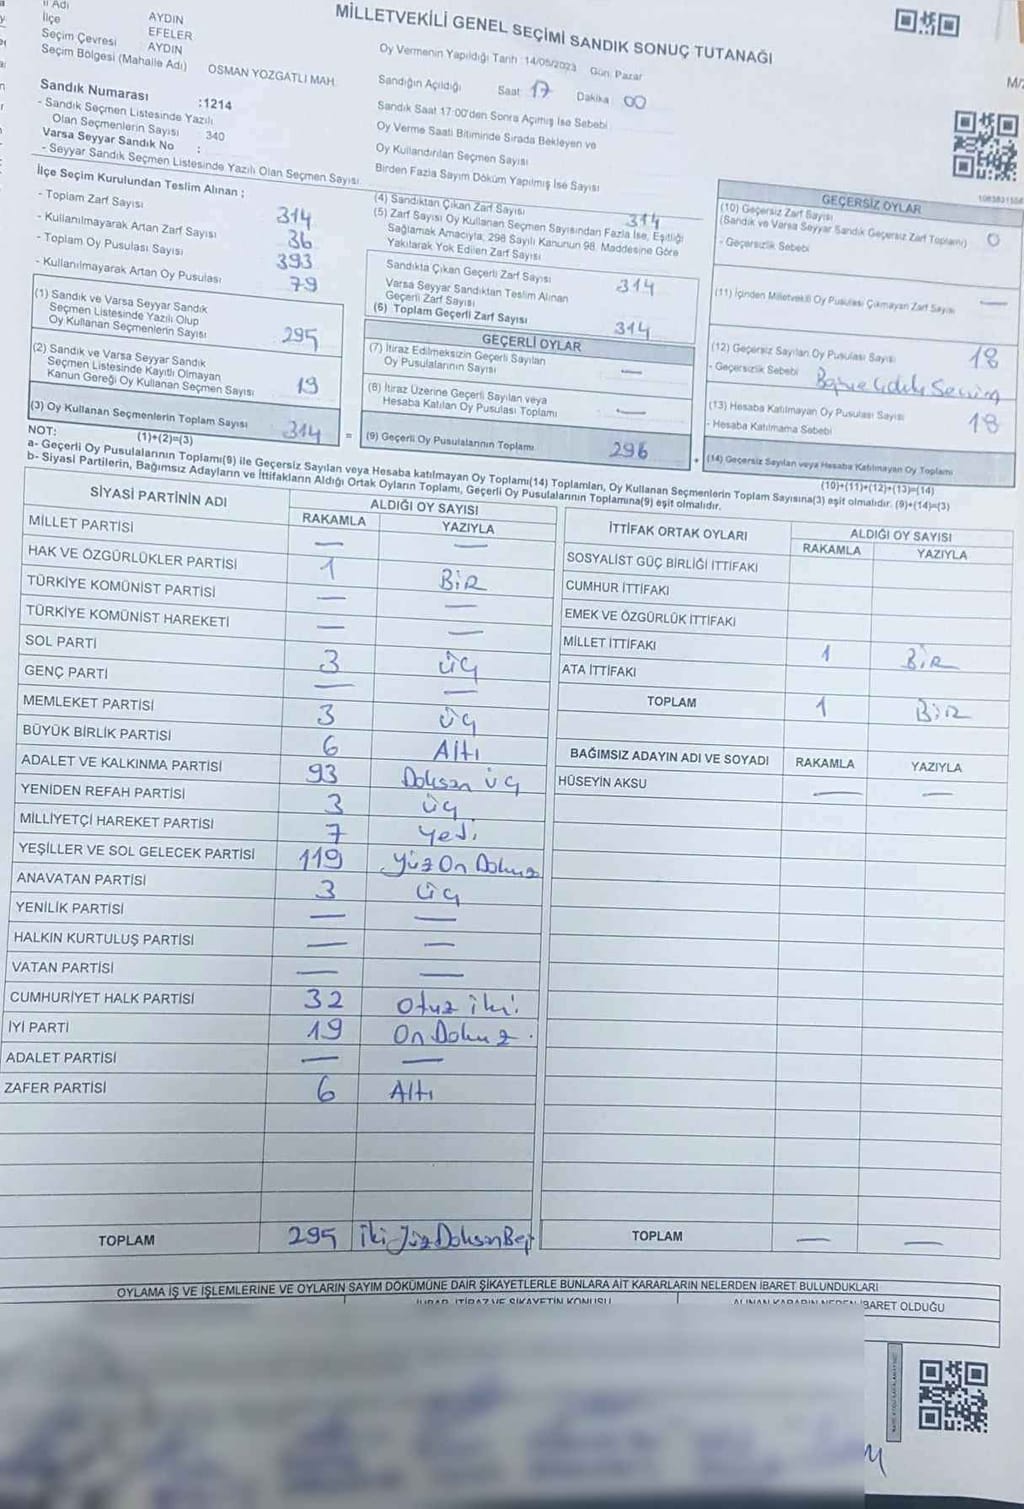 MİLLETVEKİLİ GENEL SEÇİMİ SANDIK SONUÇ TUTANAĞI
İl Adı AYDIN
İlçe EFELER
Seçim Çevresi AYDIN
Seçim Bölgesi (Mahalle Adı) OSMAN YOZGATLI MAH.
Sandık Numarası :1214
- Sandık Seçmen Listesinde Yazılı
Olan Seçmenlerin Sayısı 340
Varsa Seyyar Sandık No :
- Seyyar Sandık Seçmen Listesinde Yazılı Olan Seçmen Sayısı
Oy Vermenin Yapıldığı Tarih :14/05/2023 Gün: Pazar
Sandığın Açıldığı Saat 17 Dakika 00
Sandık Saat 17:00'den Sonra Açılmış İse Sebebi
Oy Verme Saati Bitiminde Sırada Bekleyen ve
Oy Kullandırılan Seçmen Sayısı
Birden Fazla Sayım Döküm Yapılmış İse Sayısı
İlçe Seçim Kurulundan Teslim Alınan ;
- Toplam Zarf Sayısı 314
- Kullanılmayarak Artan Zarf Sayısı 36
- Toplam Oy Pusulası Sayısı 393
- Kullanılmayarak Artan Oy Pusulası 79
(1) Sandık ve Varsa Seyyar Sandık
Seçmen Listesinde Yazılı Olup
Oy Kullanan Seçmenlerin Sayısı 295
(2) Sandık ve Varsa Seyyar Sandık
Seçmen Listesinde Kayıtlı Olmayan
Kanun Gereği Oy Kullanan Seçmen Sayısı 19
(3) Oy Kullanan Seçmenlerin Toplam Sayısı 314
(1)+(2)=(3)
(4) Sandıktan Çıkan Zarf Sayısı 314
(5) Zarf Sayısı Oy Kullanan Seçmen Sayısından Fazla İse, Eşitliği
Sağlamak Amacıyla, 298 Sayılı Kanunun 98. Maddesine Göre
Yakılarak Yok Edilen Zarf Sayısı
Sandıkta Çıkan Geçerli Zarf Sayısı 314
Varsa Seyyar Sandıktan Teslim Alınan
Geçerli Zarf Sayısı
(6) Toplam Geçerli Zarf Sayısı 314
GEÇERLİ OYLAR
(7) İtiraz Edilmeksizin Geçerli Sayılan
Oy Pusulalarının Sayısı —
(8) İtiraz Üzerine Geçerli Sayılan veya
Hesaba Katılan Oy Pusulası Toplamı —
= (9) Geçerli Oy Pusulalarının Toplamı 296
GEÇERSİZ OYLAR
(10) Geçersiz Zarf Sayısı
(Sandık ve Varsa Seyyar Sandık Geçersiz Zarf Toplamı) 0
- Geçersizlik Sebebi
(11) İçinden Milletvekili Oy Pusulası Çıkmayan Zarf Sayısı —
(12) Geçersiz Sayılan Oy Pusulası Sayısı 18
- Geçersizlik Sebebi
(13) Hesaba Katılmayan Oy Pusulası Sayısı 18
- Hesaba Katılmama Sebebi
+ (14) Geçersiz Sayılan veya Hesaba Katılmayan Oy Toplamı
(10)+(11)+(12)+(13)=(14)
NOT:
a- Geçerli Oy Pusulalarının Toplamı(9) ile Geçersiz Sayılan veya Hesaba katılmayan Oy Toplamı(14) Toplamları, Oy Kullanan Seçmenlerin Toplam Sayısına(3) eşit olmalıdır. (9)+(14)=(3)
b- Siyasi Partilerin, Bağımsız Adayların ve İttifakların Aldığı Ortak Oyların Toplamı, Geçerli Oy Pusulalarının Toplamına(9) eşit olmalıdır.
SİYASİ PARTİNİN ADI ALDIĞI OY SAYISI
RAKAMLA YAZIYLA
MİLLET PARTİSİ — —
HAK VE ÖZGÜRLÜKLER PARTİSİ 1 BİR
TÜRKİYE KOMÜNİST PARTİSİ — —
TÜRKİYE KOMÜNİST HAREKETİ — —
SOL PARTİ 3 üç
GENÇ PARTİ — —
MEMLEKET PARTİSİ 3 üç
BÜYÜK BİRLİK PARTİSİ 6 Altı
ADALET VE KALKINMA PARTİSİ 93 Doksan üç
YENİDEN REFAH PARTİSİ 3 üç
MİLLİYETÇİ HAREKET PARTİSİ 7 yedi
YEŞİLLER VE SOL GELECEK PARTİSİ 119 Yüz On Dokuz
ANAVATAN PARTİSİ 3 üç
YENİLİK PARTİSİ — —
HALKIN KURTULUŞ PARTİSİ — —
VATAN PARTİSİ — —
CUMHURİYET HALK PARTİSİ 32 Otuz iki
İYİ PARTİ 19 On Dokuz
ADALET PARTİSİ — —
ZAFER PARTİSİ 6 Altı
TOPLAM 295 İki Yüz Doksan Beş
İTTİFAK ORTAK OYLARI ALDIĞI OY SAYISI
RAKAMLA YAZIYLA
SOSYALİST GÜÇ BİRLİĞİ İTTİFAKI
CUMHUR İTTİFAKI
EMEK VE ÖZGÜRLÜK İTTİFAKI
MİLLET İTTİFAKI 1 BİR
ATA İTTİFAKI
TOPLAM 1 BİR
BAĞIMSIZ ADAYIN ADI VE SOYADI RAKAMLA YAZIYLA
HÜSEYİN AKSU — —
TOPLAM — —
OYLAMA İŞ VE İŞLEMLERİNE VE OYLARIN SAYIM DÖKÜMÜNE DAİR ŞİKAYETLERLE BUNLARA AİT KARARLARIN NELERDEN İBARET BULUNDUKLARI
İTİRAZ VE ŞİKAYETİN KONUSU ALINAN KARARIN NEDEN İBARET OLDUĞU